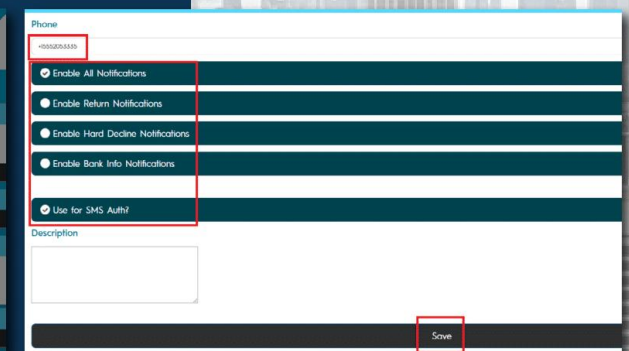 Phone
+15552053335
Enable All Notifications
Enable Return Notifications
Enable Hard Decline Notifications
Enable Bank Info Notifications
Use for SMS Auth?
Description
Save